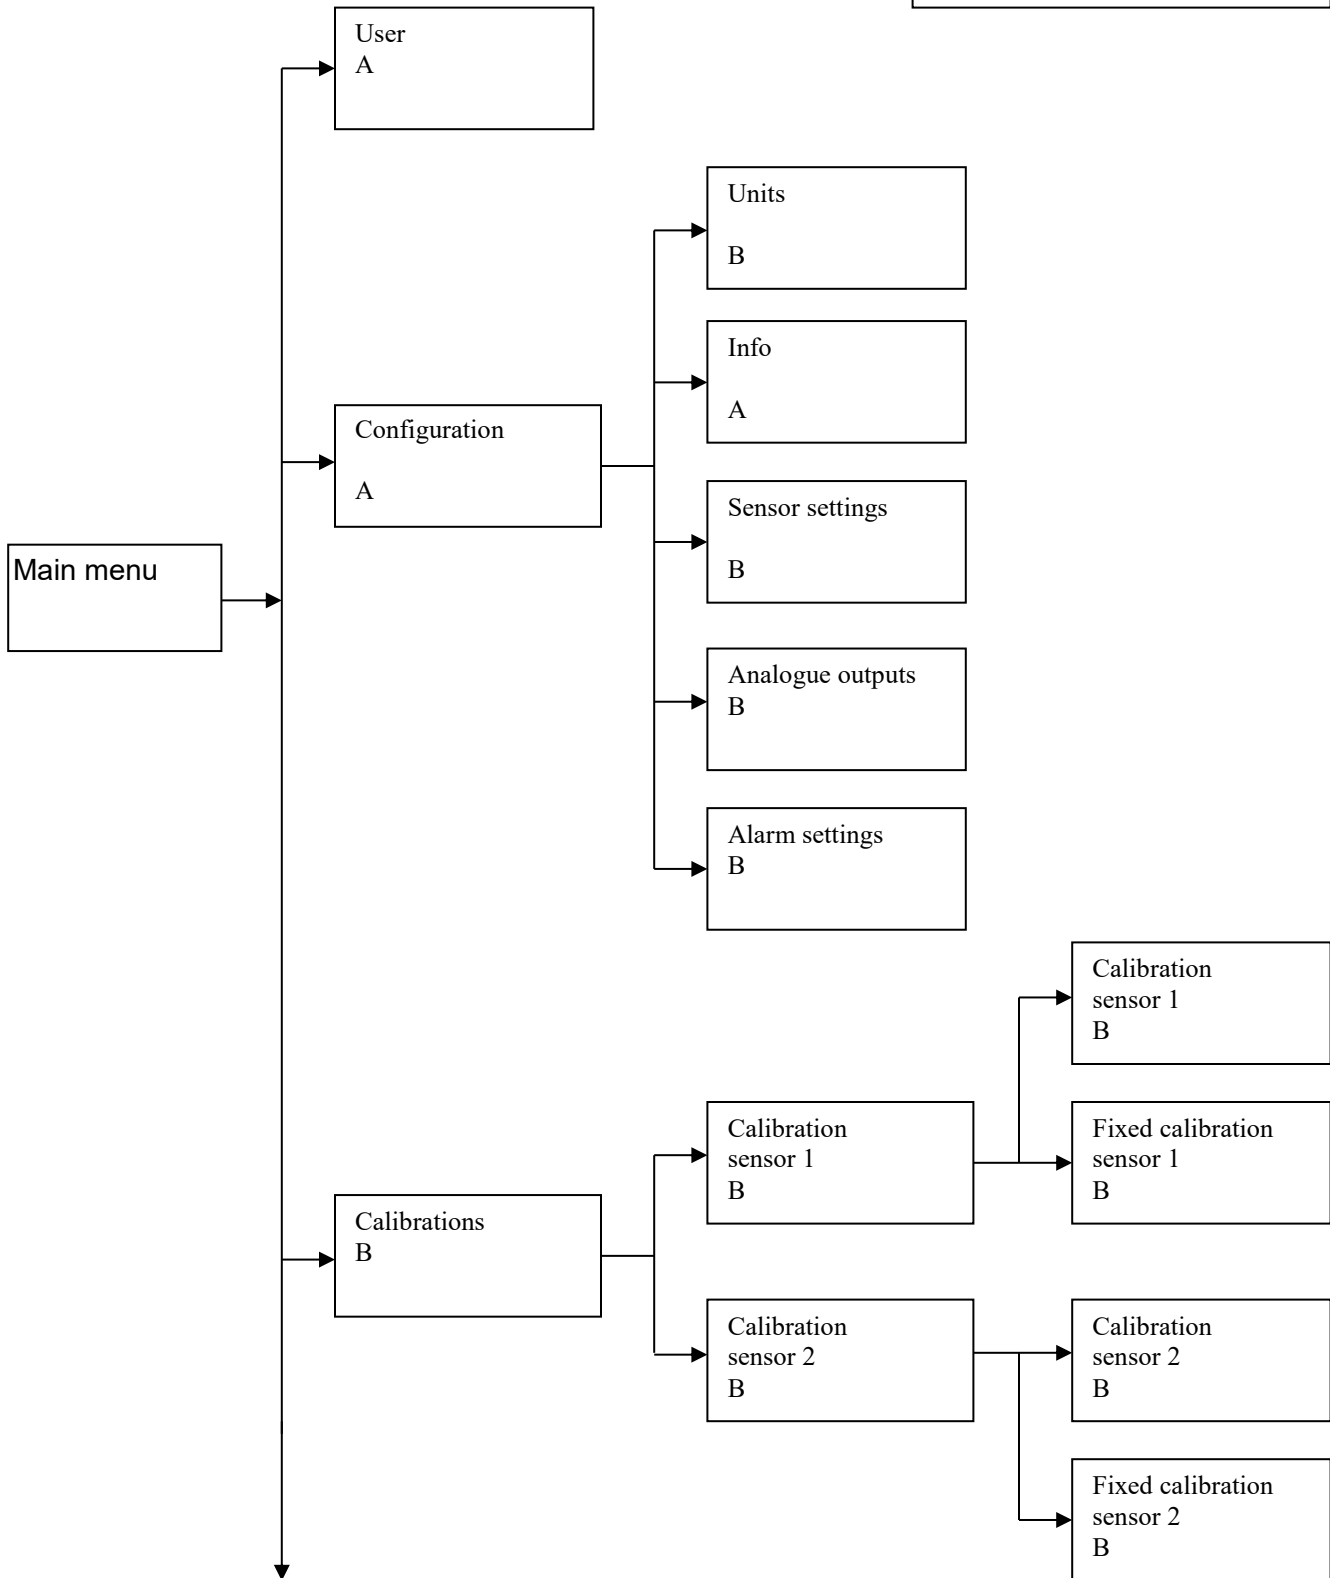 User
A
Units
B
Info
A
Configuration
A
Sensor settings
B
Main menu
Analogue outputs
B
Alarm settings
B
Calibration
sensor 1
B
Calibration
sensor 1
B
Fixed calibration
sensor 1
B
Calibrations
B
Calibration
sensor 2
B
Calibration
sensor 2
B
Fixed calibration
sensor 2
B